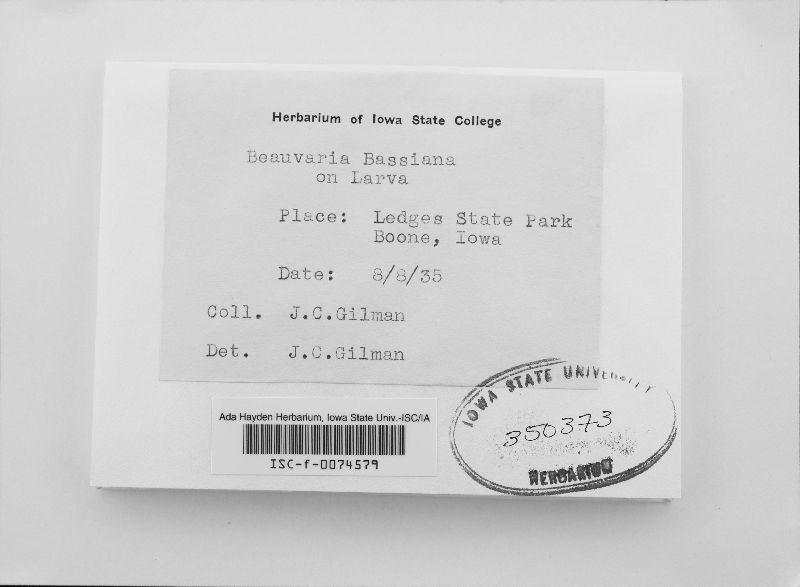 Herbarium of Iowa State College
Beauvaria Bassiana
on Larva
Place: Ledges State Park
Boone, Iowa
Date: 8/8/35
Coll. J.C.Gilman
Det. J.C.Gilman
Ada Hayden Herbarium, Iowa State Univ.-ISC/IA
ISC-f-0074579
IOWA STATE UNIVERSITY
350373
HERBARIUM